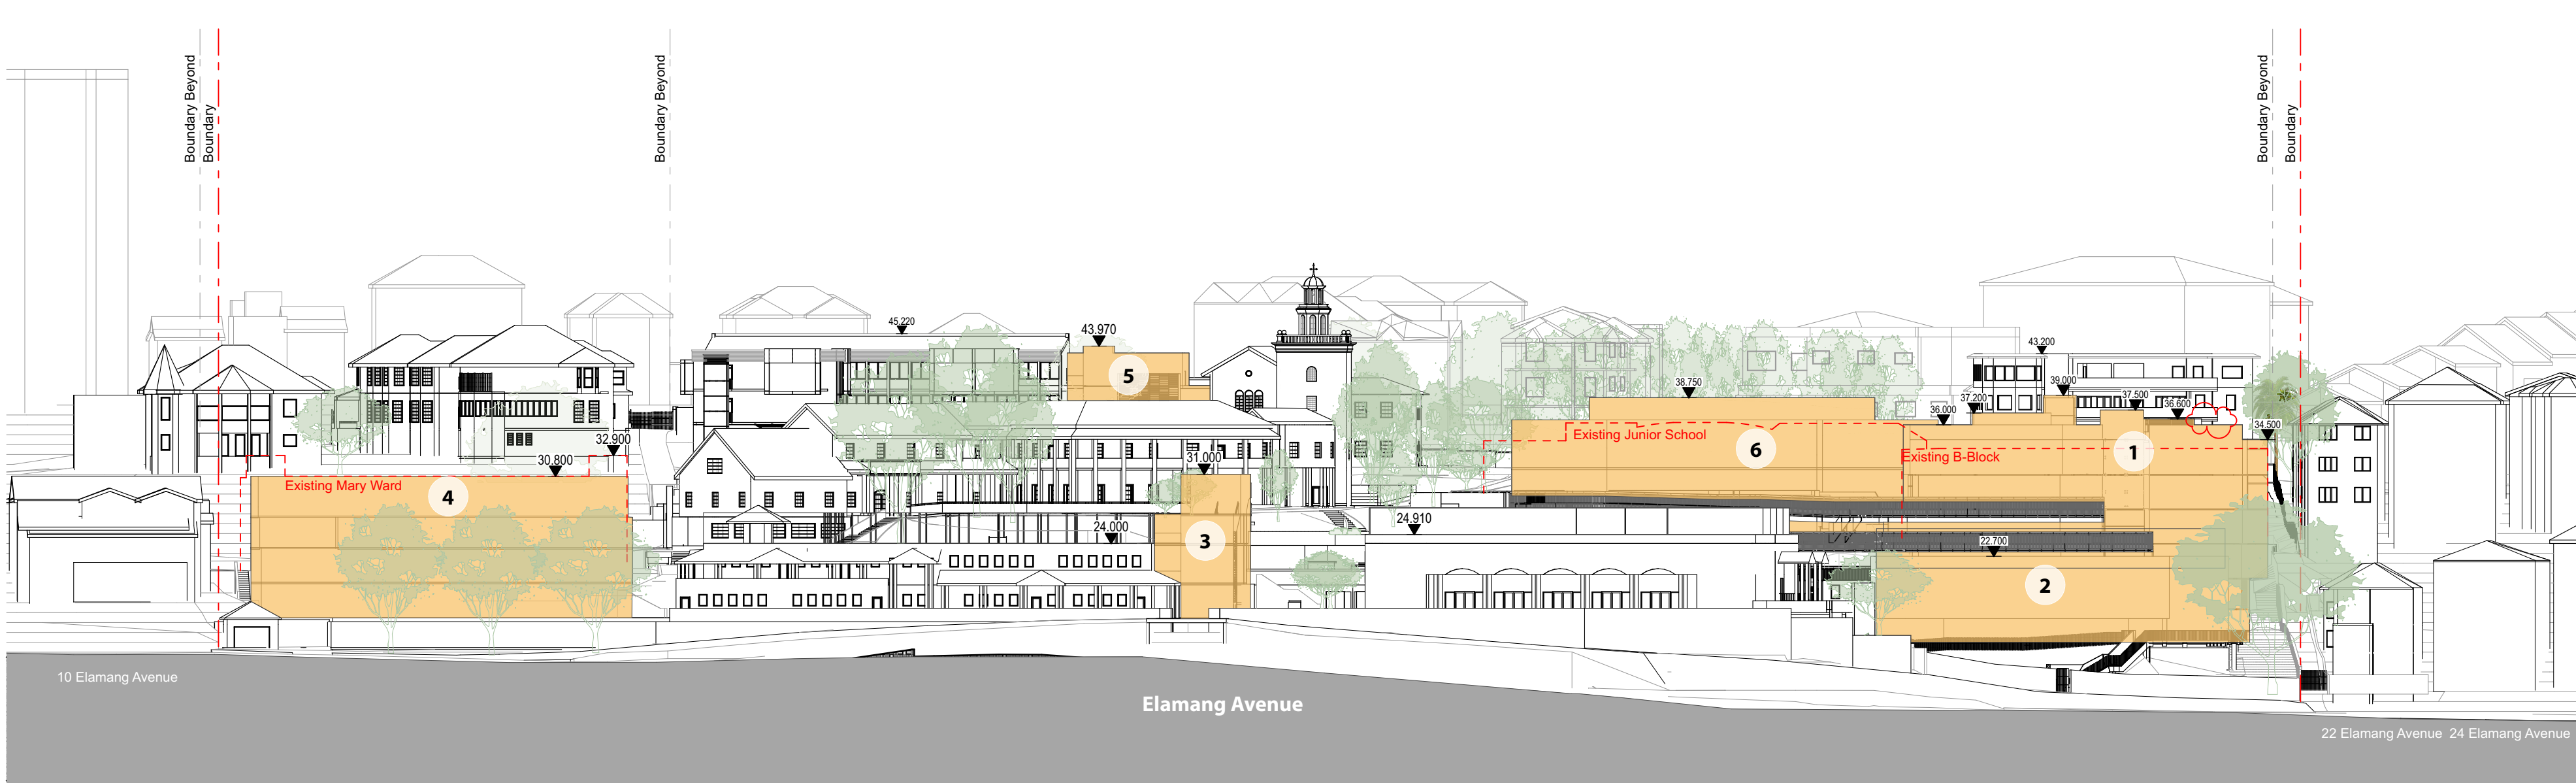 Boundary Beyond
Boundary
Boundary Beyond
Boundary Beyond
Boundary
45.220
43.970
5
43.200
38.750
39.000
37.200
37.500
36.000
36.600
34.500
Existing Junior School
6
1
Existing B-Block
32.900
30.800
31.000
Existing Mary Ward
4
24.000
24.910
3
22.700
2
10 Elamang Avenue
Elamang Avenue
22 Elamang Avenue 24 Elamang Avenue